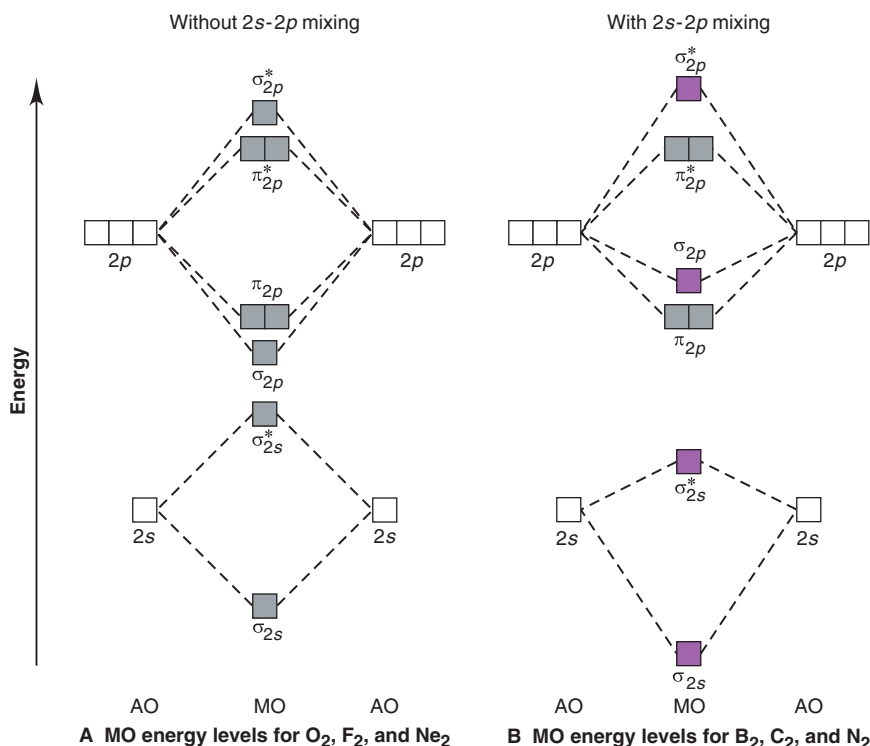 Without 2s-2p mixing
With 2s-2p mixing
Energy
σ*2p
π*2p
2p
2p
π2p
σ2p
σ*2s
2s
2s
σ2s
AO
MO
AO
A MO energy levels for O2, F2, and Ne2
σ*2p
π*2p
2p
2p
σ2p
π2p
σ*2s
2s
2s
σ2s
AO
MO
AO
B MO energy levels for B2, C2, and N2